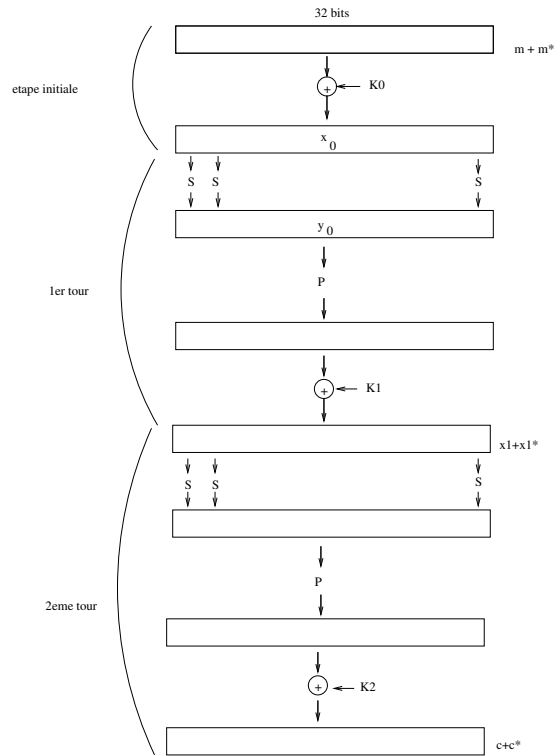 32 bits
m + m*
K0
+
etape initiale
x0
S S S
y0
P
1er tour
K1
+
x1+x1*
S S S
P
2eme tour
K2
+
c+c*